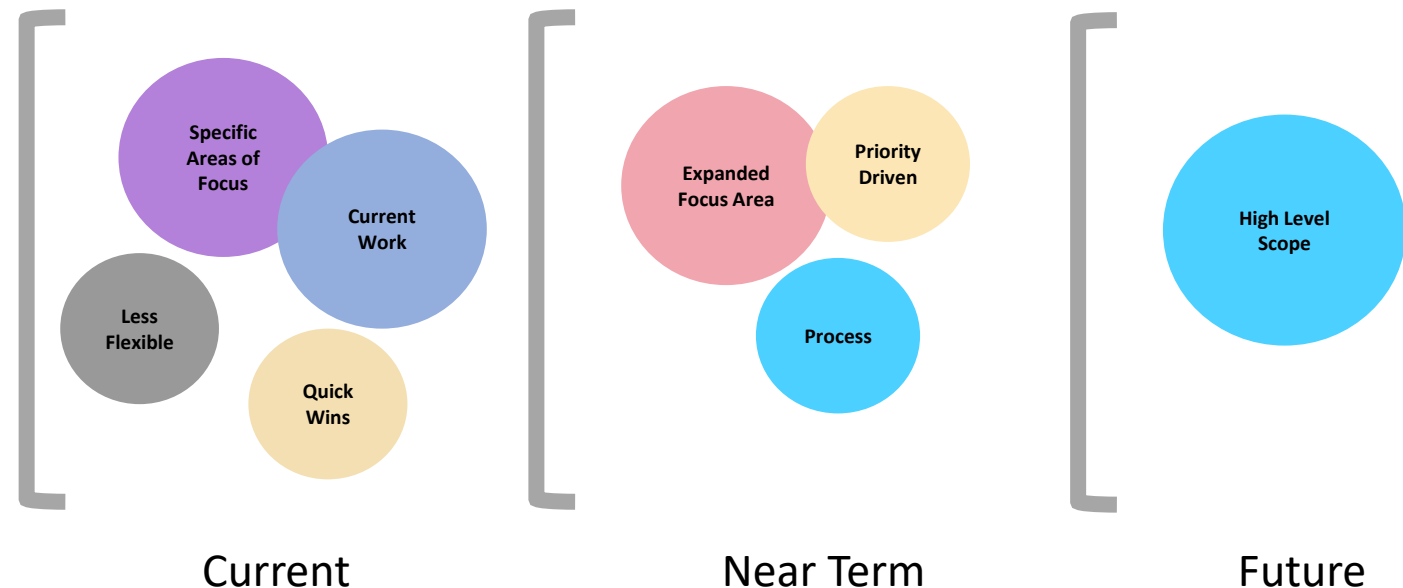 Specific
Areas of
Focus
Current
Work
Less
Flexible
Quick
Wins
Expanded
Focus Area
Priority
Driven
Process
High Level
Scope
Current
Near Term
Future